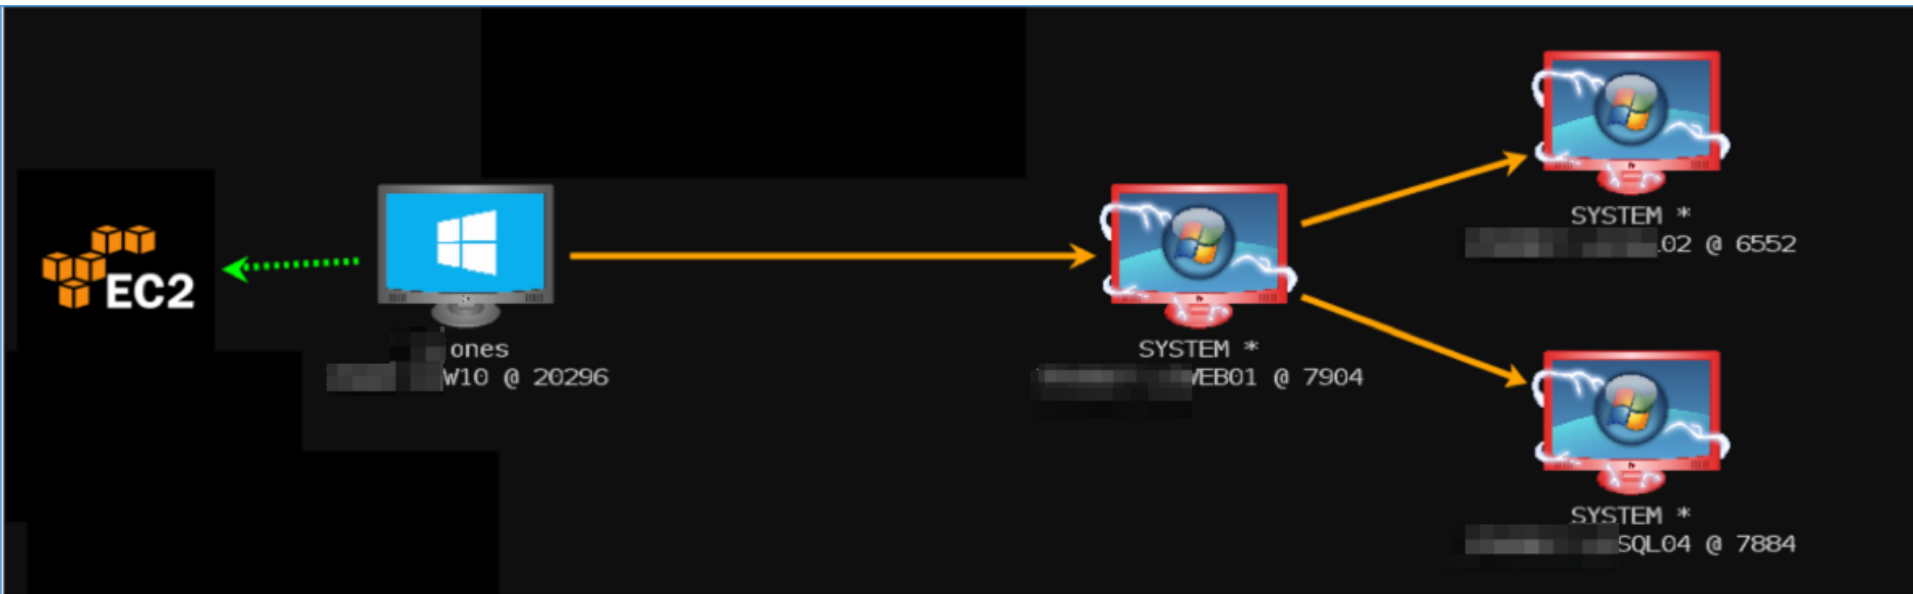 EC2
ones
W10 @ 20296
SYSTEM *
EB01 @ 7904
SYSTEM *
02 @ 6552
SYSTEM *
SQL04 @ 7884